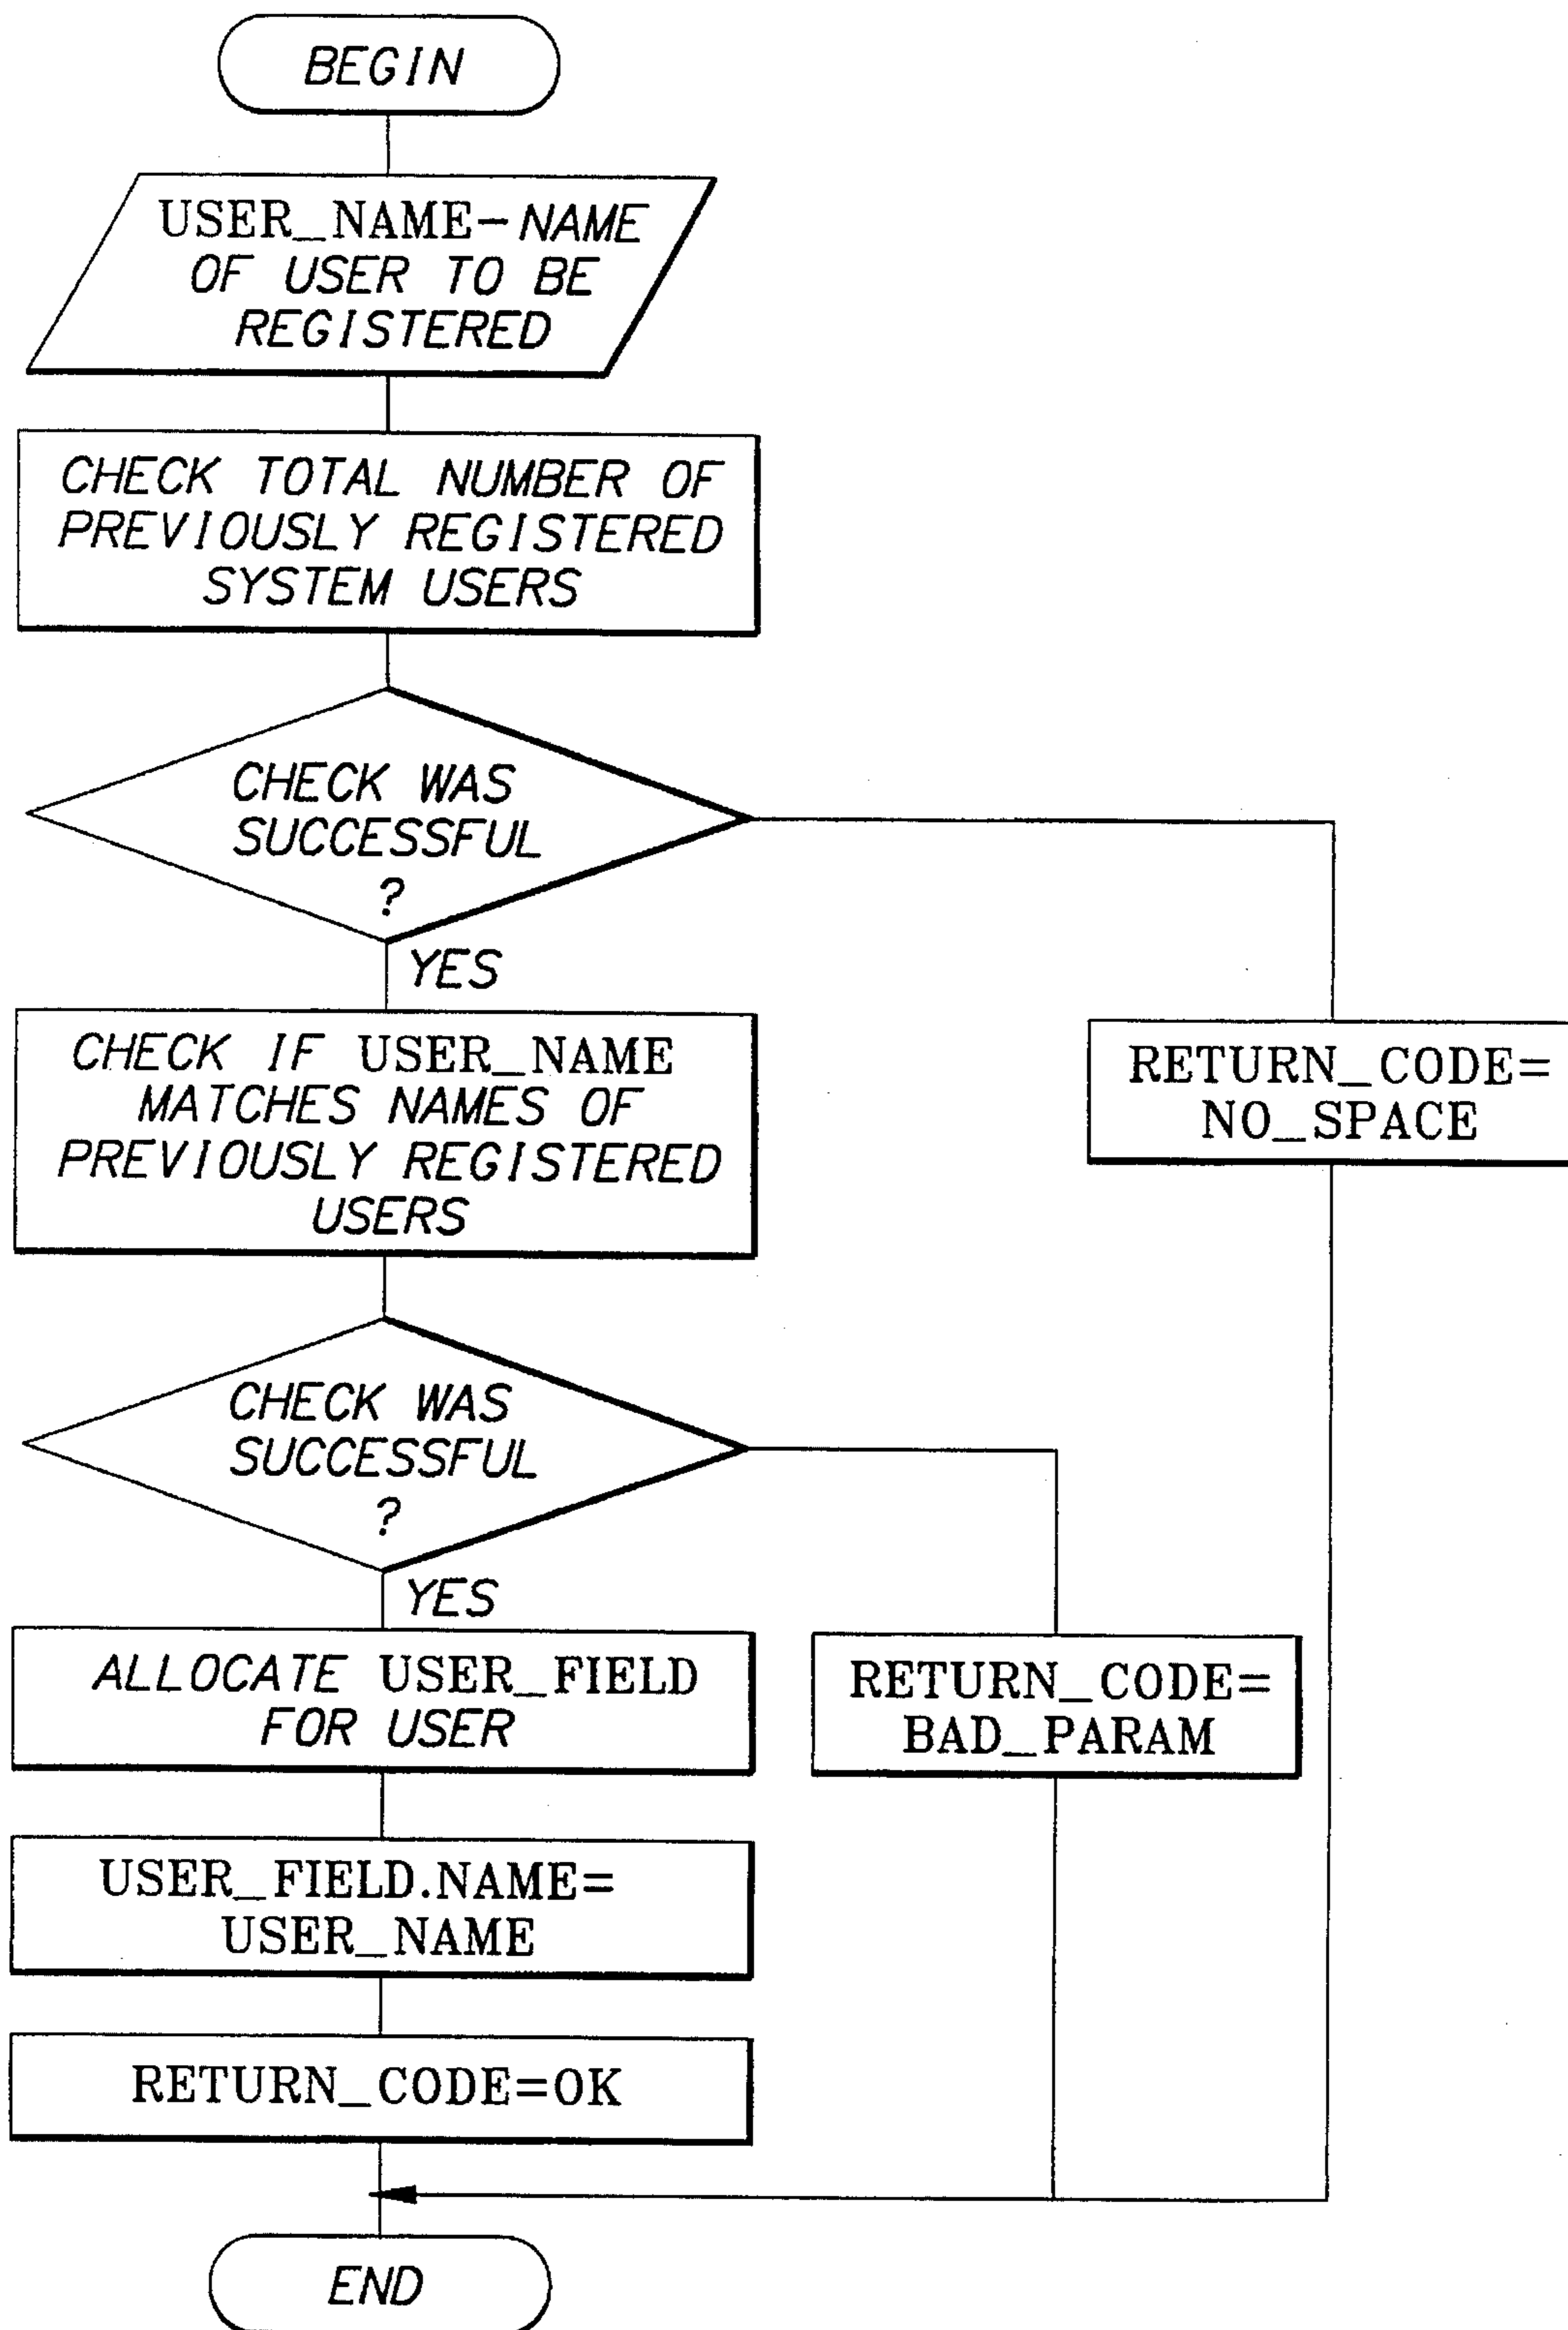 BEGIN
USER_NAME-NAME
OF USER TO BE
REGISTERED
CHECK TOTAL NUMBER OF
PREVIOUSLY REGISTERED
SYSTEM USERS
CHECK WAS
SUCCESSFUL
?
YES
CHECK IF USER_NAME
MATCHES NAMES OF
PREVIOUSLY REGISTERED
USERS
RETURN_CODE=
NO_SPACE
CHECK WAS
SUCCESSFUL
?
YES
ALLOCATE USER_FIELD
FOR USER
RETURN_CODE=
BAD_PARAM
USER_FIELD.NAME=
USER_NAME
RETURN_CODE=OK
END